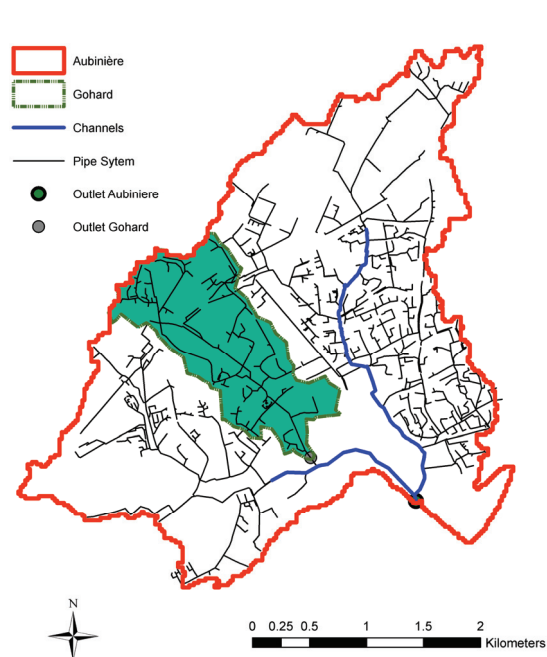 Aubinière
Gohard
Channels
Pipe Sytem
Outlet Aubiniere
Outlet Gohard
N
0 0.25 0.5 1 1.5 2
Kilometers